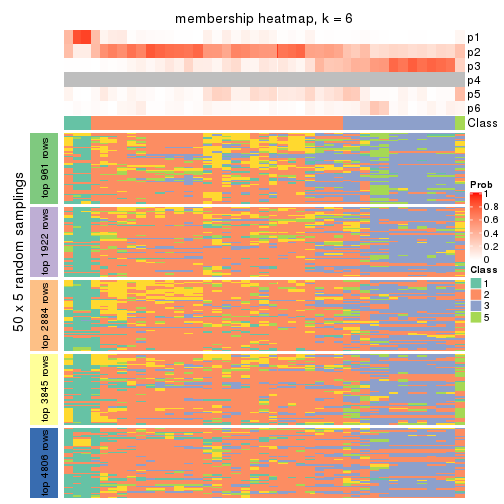 membership heatmap, k = 6
p1
p2
p3
p4
p5
p6
Class
50 x 5 random samplings
top 961 rows
top 1922 rows
top 2884 rows
top 3845 rows
top 4806 rows
Prob
1
0.8
0.6
0.4
0.2
0
Class
1
2
3
5